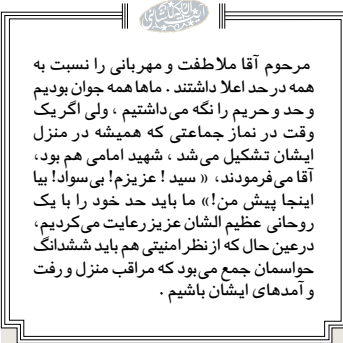 مرحوم آقا ملاطفت و مهربانی را نسبت به
همه در حد اعلا داشتند . ماها همه جوان بودیم
و حد و حریم را نگه می‌داشتیم ، ولی اگر یک
وقت در نماز جماعتی که همیشه در منزل
ایشان تشکیل می‌شد ، شهید امامی هم بود،
آقا می‌فرمودند، « سید ! عزیزم! بی‌سواد! بیا
اینجا پیش من!» ما باید حد خود را با یک
روحانی عظیم الشان عزیز رعایت می‌کردیم،
درعین حال که از نظر امنیتی هم باید ششدانگ
حواسمان جمع می‌بود که مراقب منزل و رفت
و آمدهای ایشان باشیم .